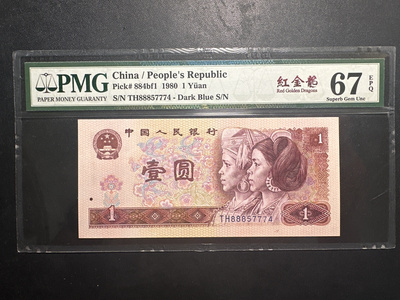 PMG
PAPER MONEY GUARANTY
China / People's Republic
Pick# 884bf1 1980 1 Yüan
S/N TH88857774 - Dark Blue S/N
红金龍
Red Golden Dragons
67 EPQ
Superb Gem Unc
中国人民银行
1
壹圆
1
TH88857774
1